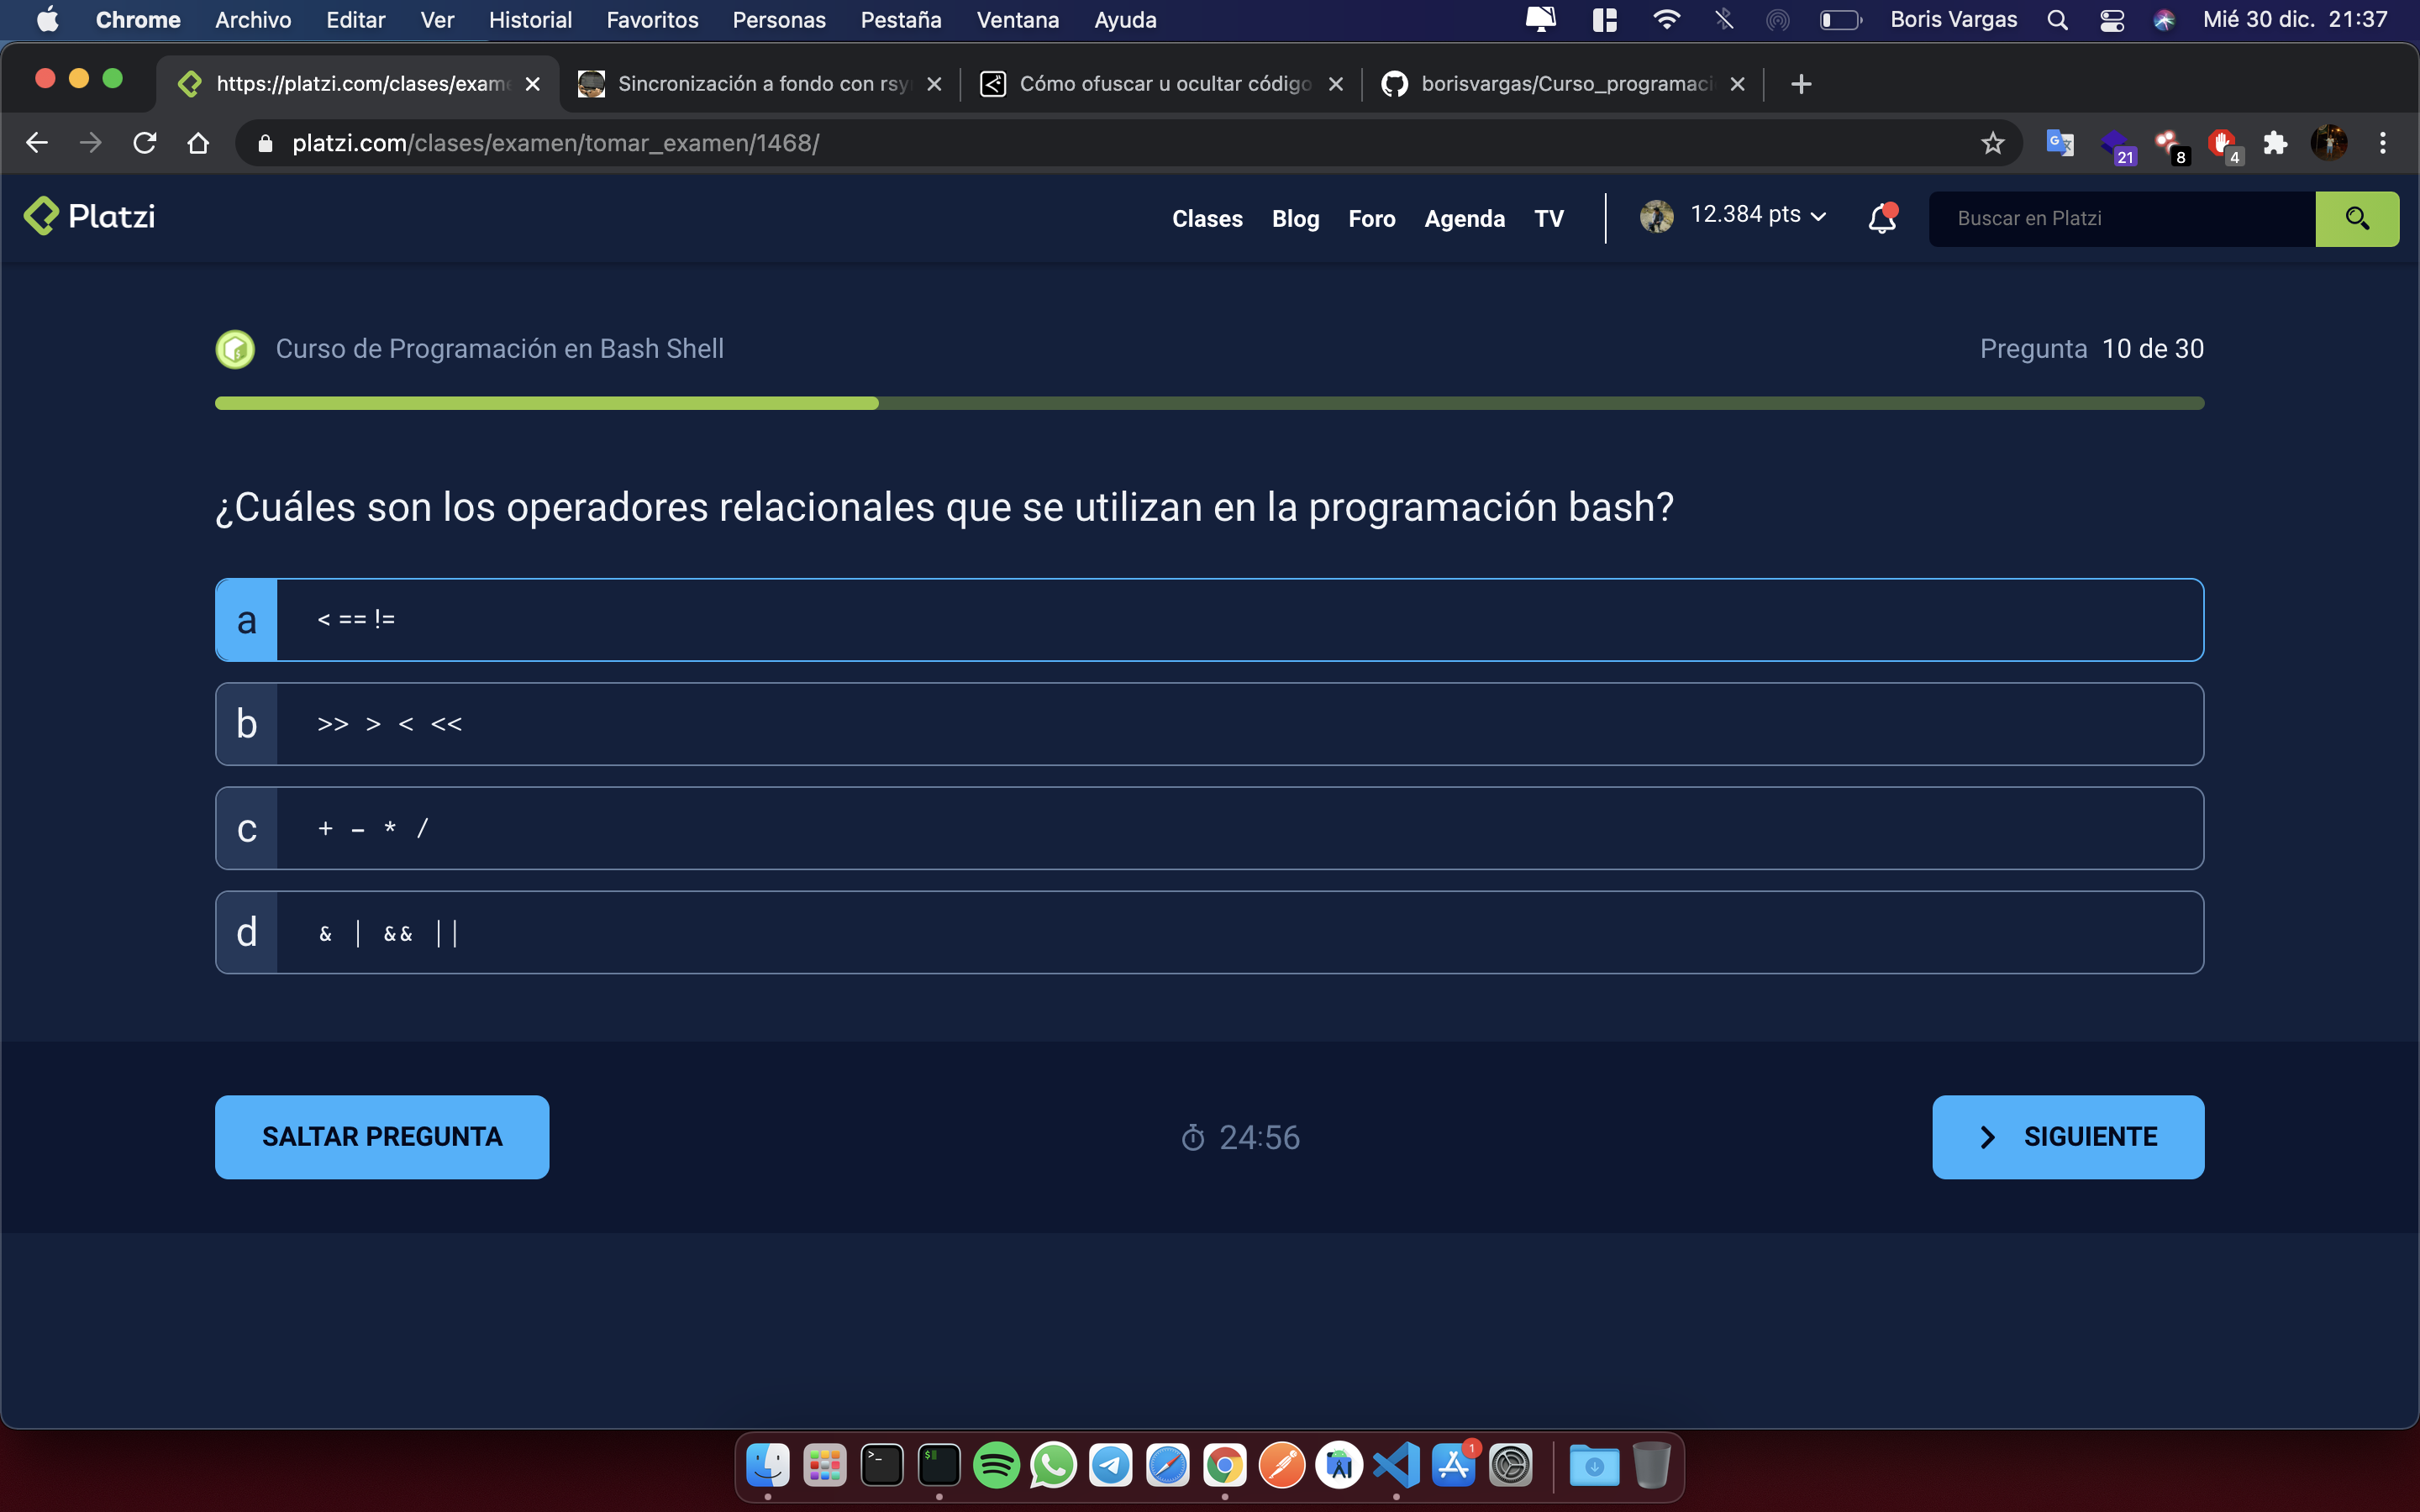 Chrome Archivo Editar Ver Historial Favoritos Personas Pestaña Ventana Ayuda Boris Vargas Mié 30 dic. 21:37
https://platzi.com/clases/exame Sincronización a fondo con rsy Cómo ofuscar u ocultar código borisvargas/Curso_programaci
platzi.com/clases/examen/tomar_examen/1468/ 21 8 4
Platzi Clases Blog Foro Agenda TV 12.384 pts Buscar en Platzi
Curso de Programación en Bash Shell Pregunta 10 de 30
¿Cuáles son los operadores relacionales que se utilizan en la programación bash?
a < == !=
b >> > < <<
c + - * /
d & | && ||
SALTAR PREGUNTA 24:56 SIGUIENTE
1